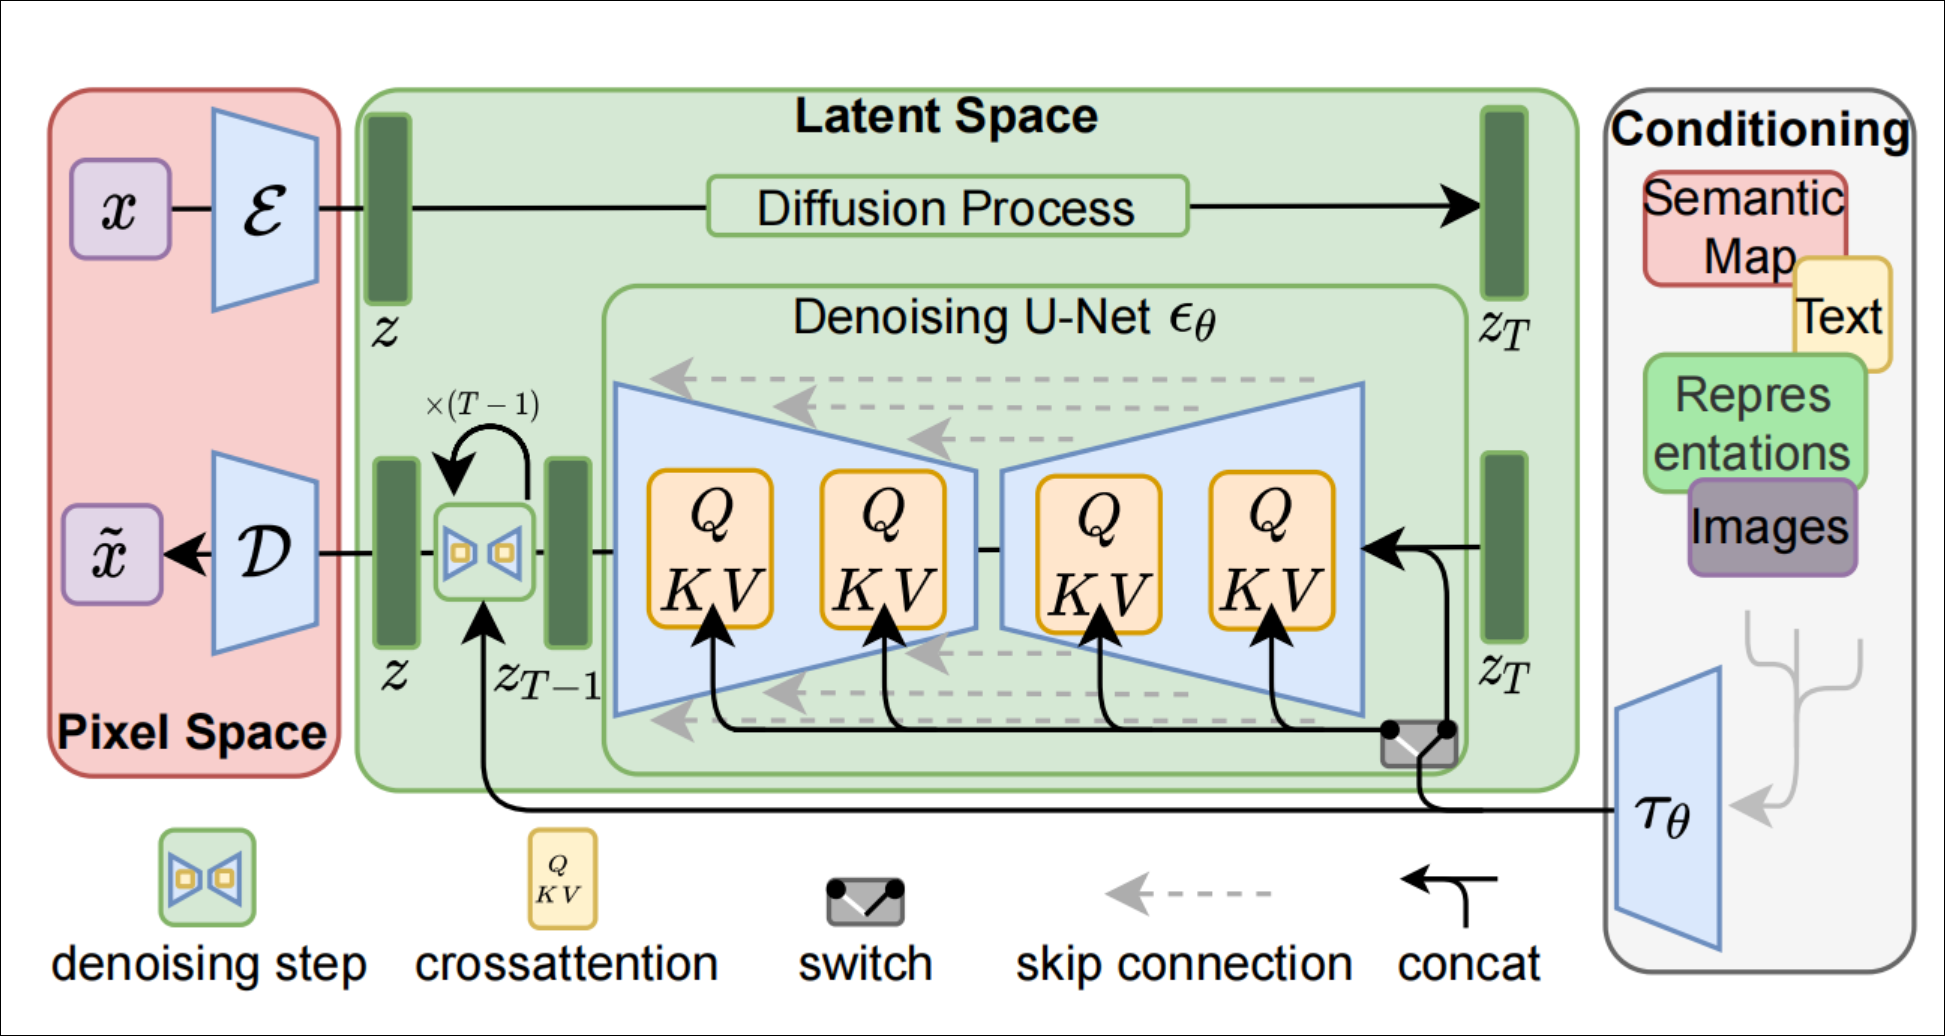 Latent Space
Conditioning
x
ℰ
Diffusion Process
z
z_T
Semantic
Map
Text
Denoising U-Net ϵ_θ
Repres
entations
Images
×(T − 1)
Q
K V
Q
K V
Q
K V
Q
K V
x̃
𝒟
z
z_{T−1}
z_T
Pixel Space
τ_θ
Q
K V
denoising step
crossattention
switch
skip connection
concat